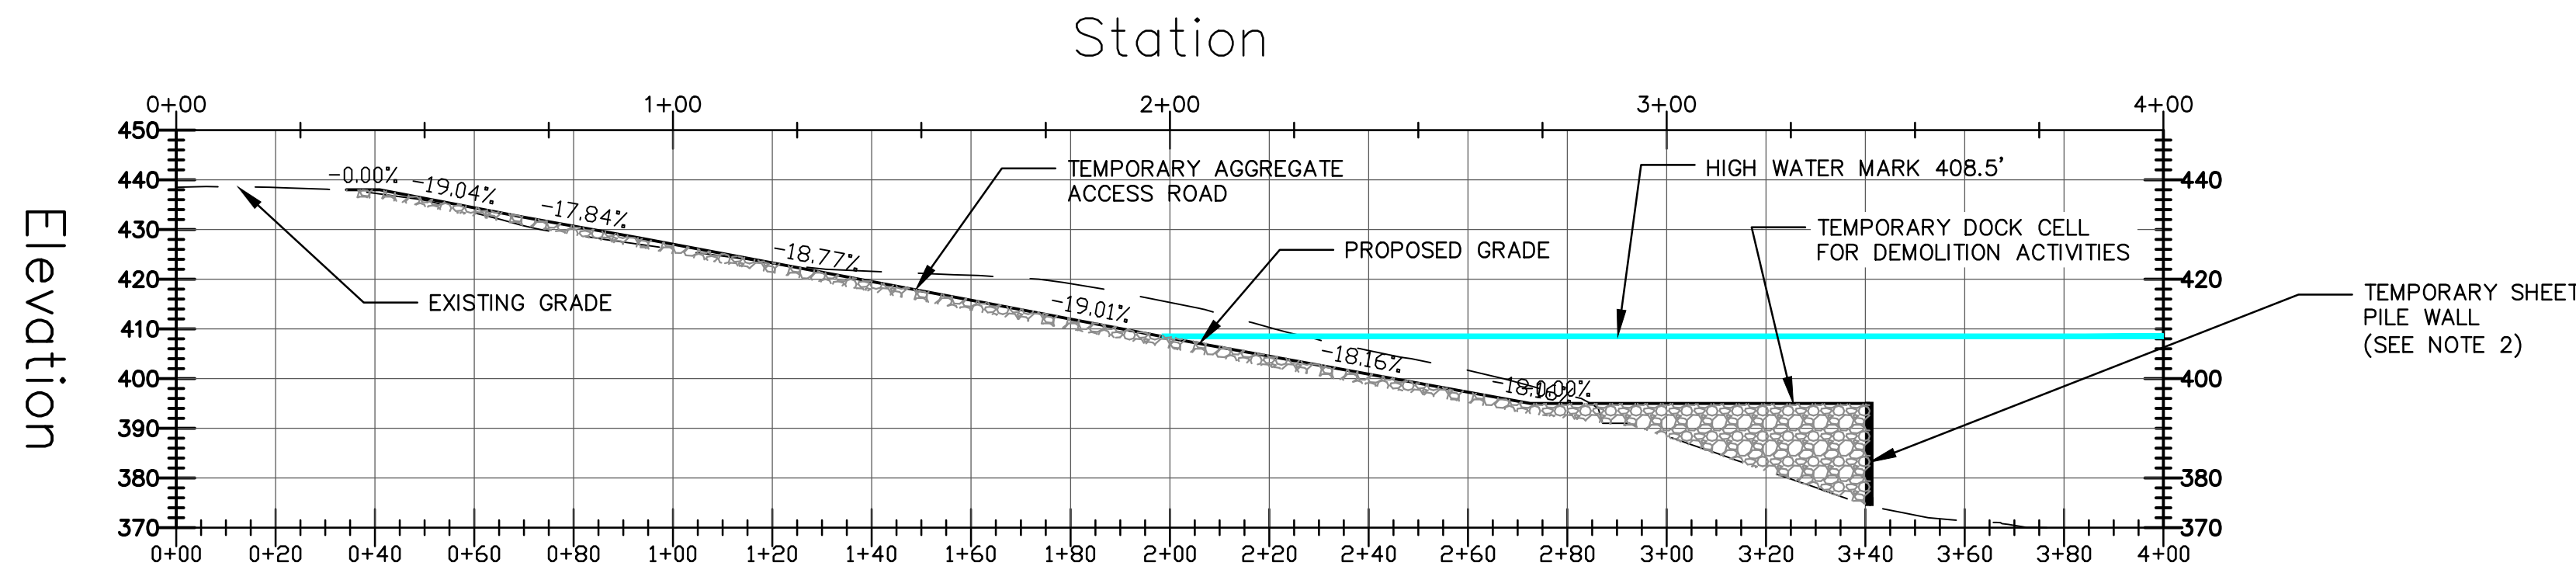 Station
0+00 1+00 2+00 3+00 4+00
450
440 440
430
420 420
410
400 400
390
380 380
370 370
Elevation
-0.00%
-19.04%
-17.84%
-18.77%
-19.01%
-18.16%
-18.16%
0.00%
EXISTING GRADE
TEMPORARY AGGREGATE
ACCESS ROAD
PROPOSED GRADE
HIGH WATER MARK 408.5'
TEMPORARY DOCK CELL
FOR DEMOLITION ACTIVITIES
TEMPORARY SHEET
PILE WALL
(SEE NOTE 2)
0+00 0+20 0+40 0+60 0+80 1+00 1+20 1+40 1+60 1+80 2+00 2+20 2+40 2+60 2+80 3+00 3+20 3+40 3+60 3+80 4+00